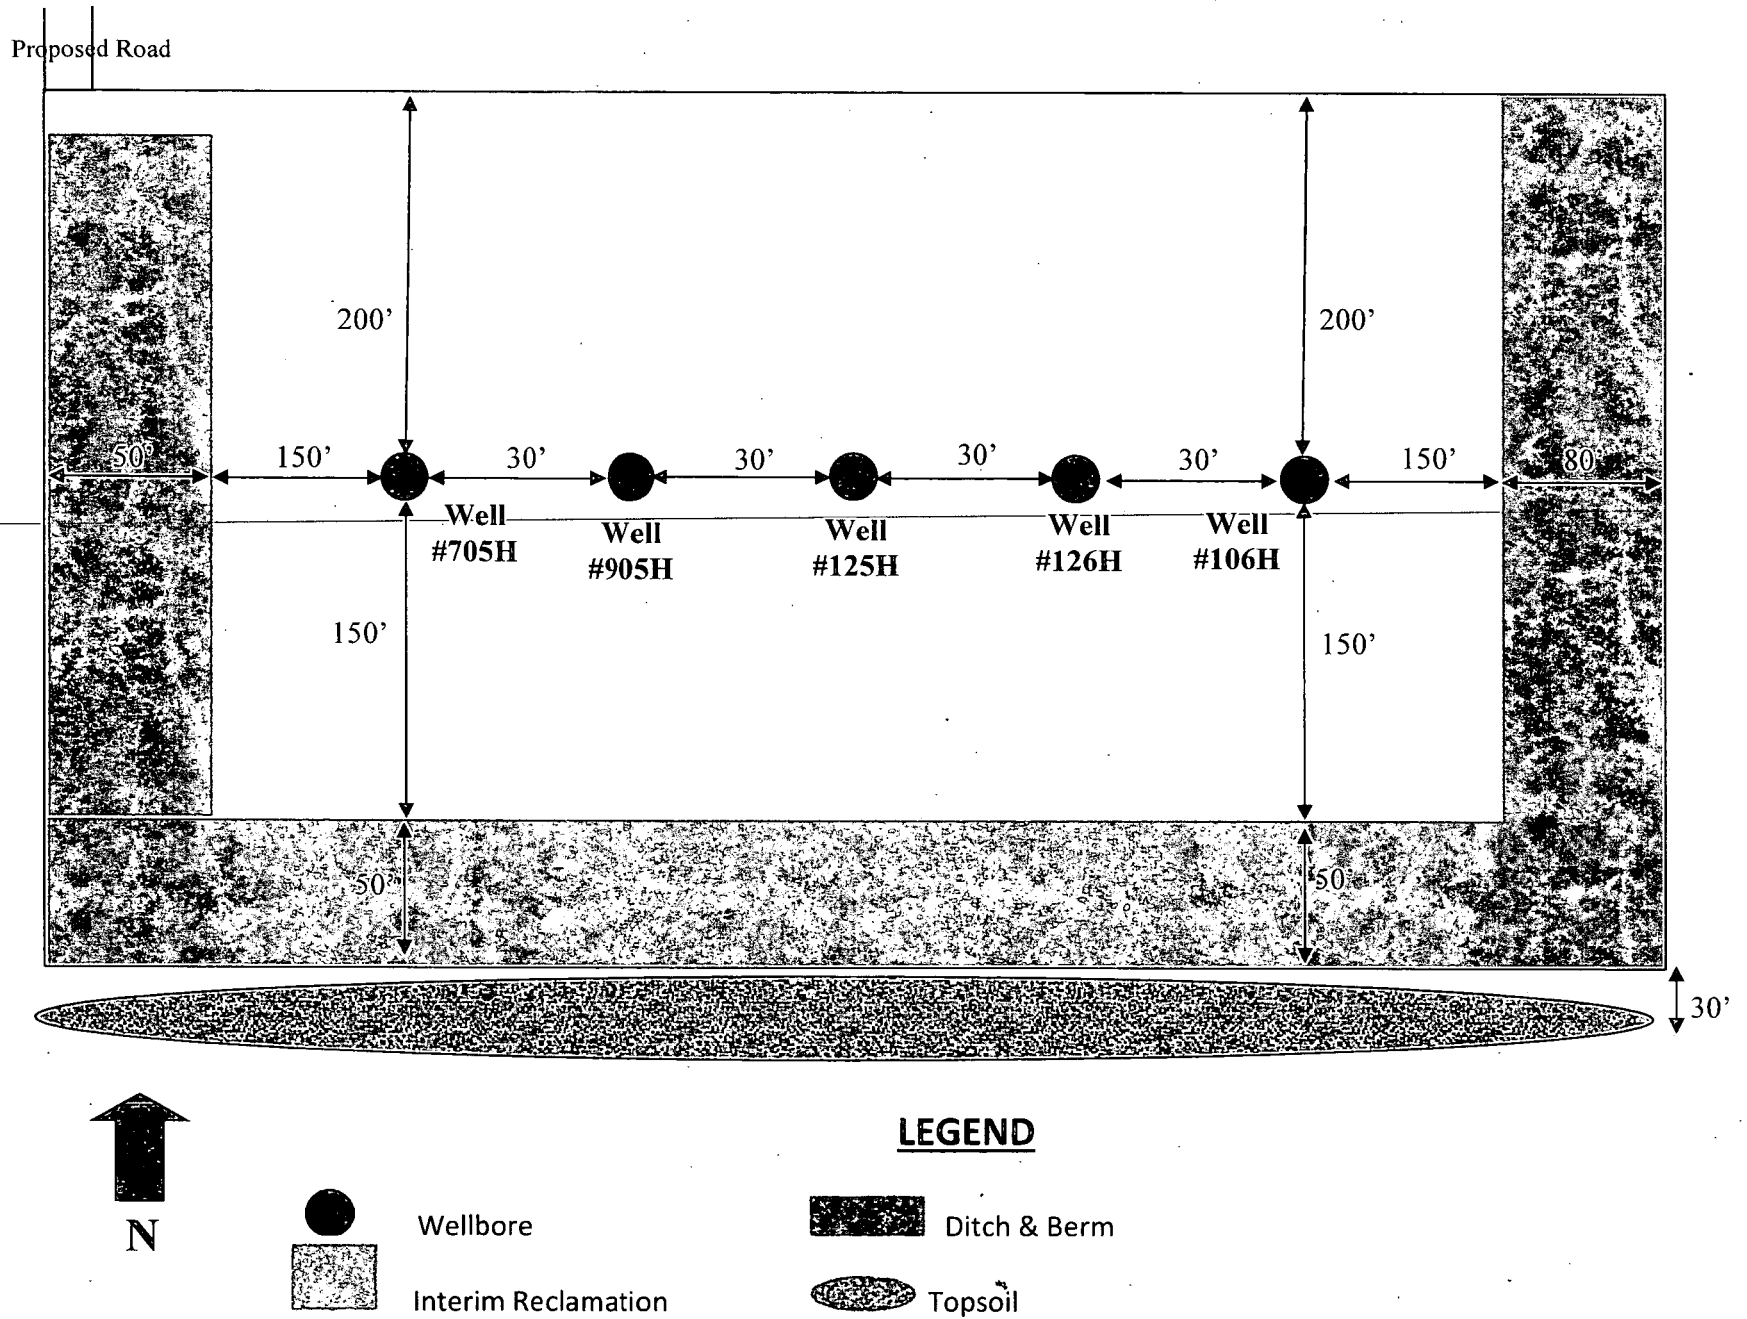 Proposed Road
200’
200’
50’
150’
30’
30’
30’
30’
150’
80’
Well
#705H
Well
#905H
Well
#125H
Well
#126H
Well
#106H
150’
150’
50’
50’
30’
LEGEND
N
Wellbore
Ditch & Berm
Interim Reclamation
Topsoil